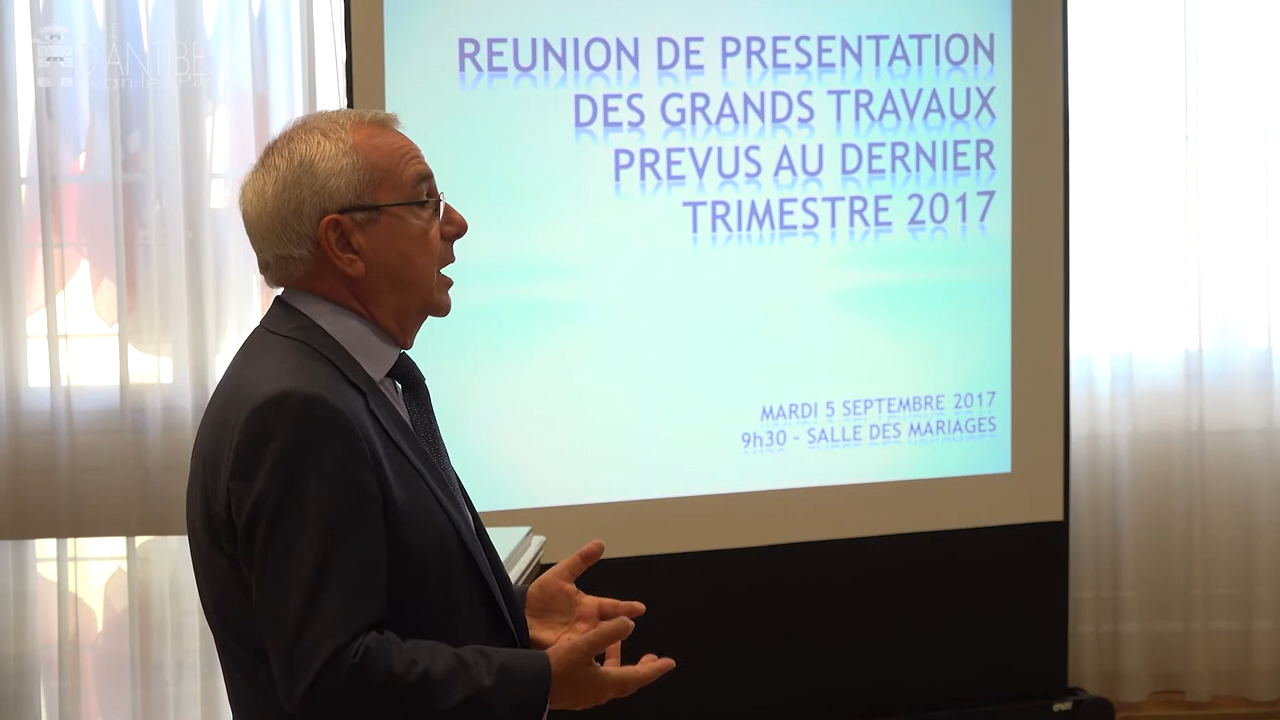 D'ANTIBES
REUNION DE PRESENTATION
DES GRANDS TRAVAUX
PREVUS AU DERNIER
TRIMESTRE 2017
MARDI 5 SEPTEMBRE 2017
9h30 - SALLE DES MARIAGES